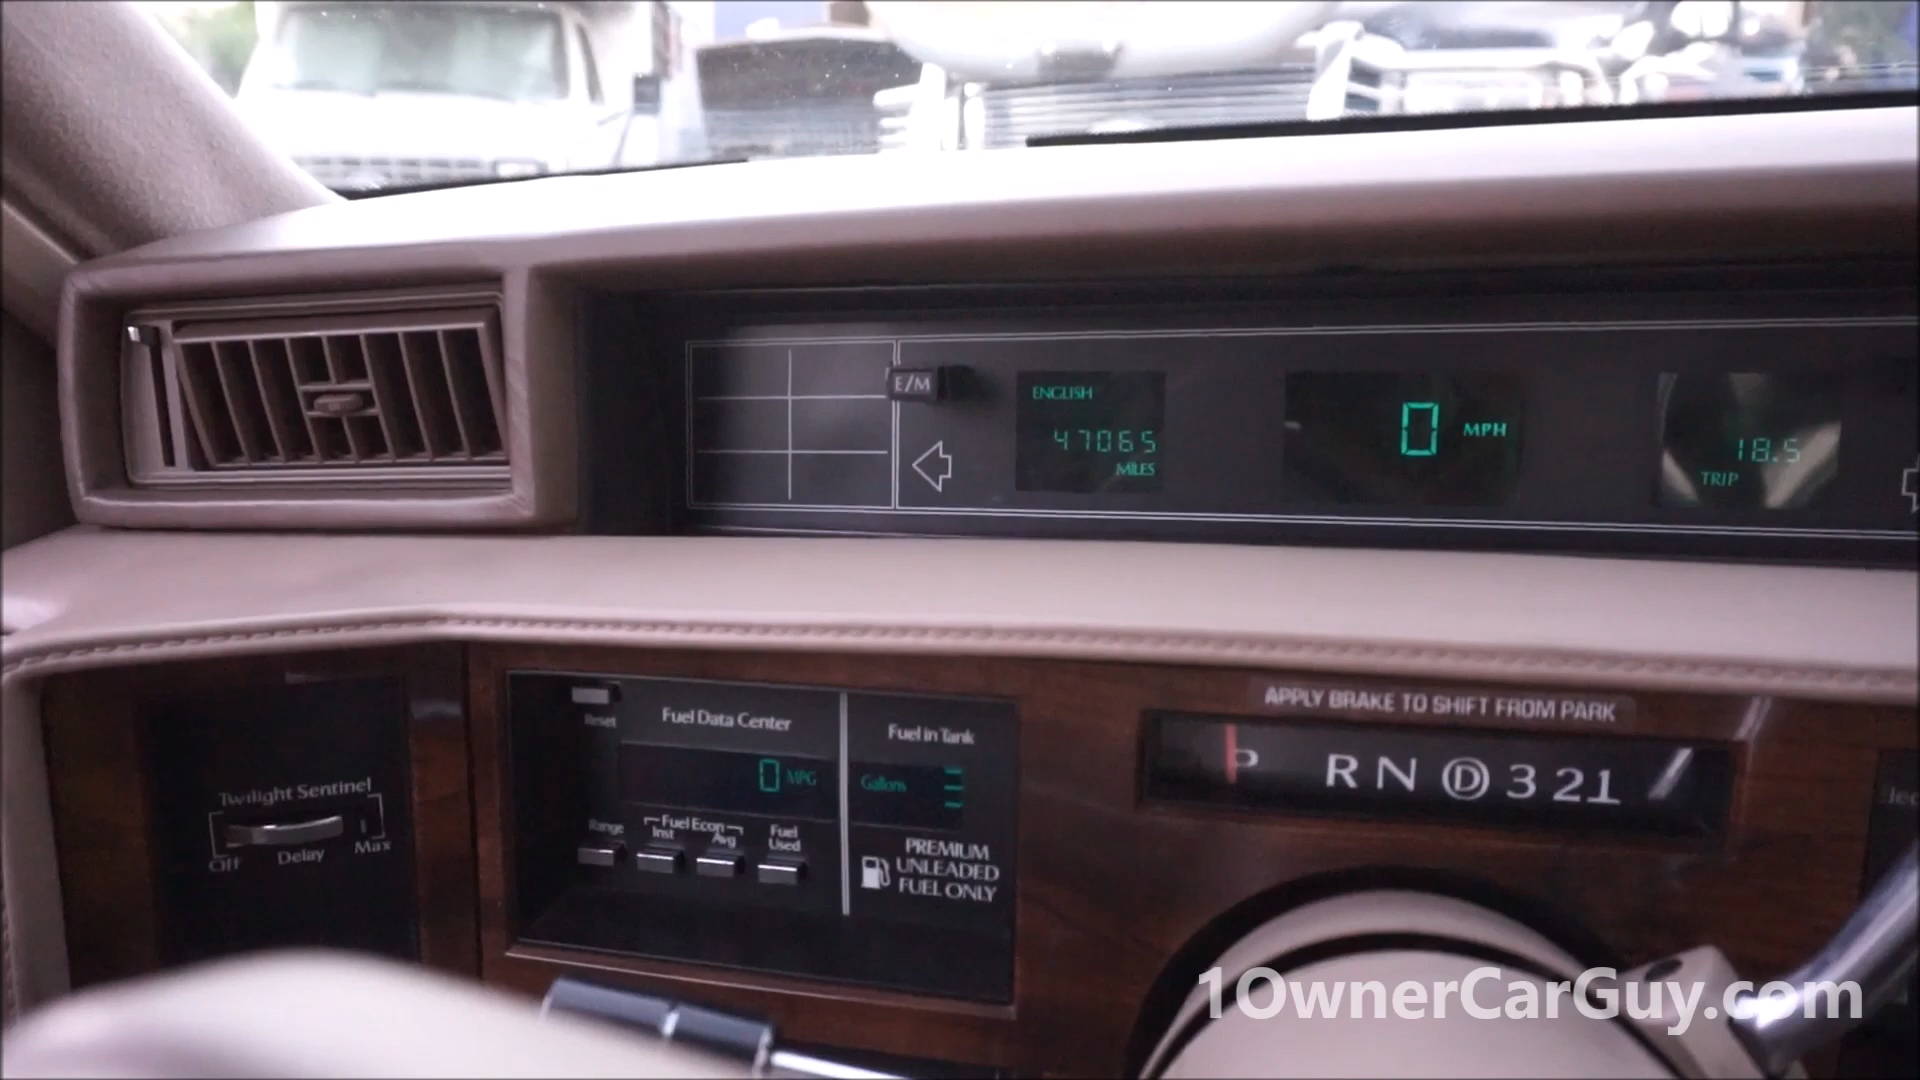 E/M
ENGLISH
47065
MILES
0 MPH
18.5
TRIP
APPLY BRAKE TO SHIFT FROM PARK
P R N D 3 2 1
Reset
Fuel Data Center
0 MPG
Range
Fuel Econ
Inst
Avg
Fuel
Used
Fuel in Tank
Gallons
PREMIUM
UNLEADED
FUEL ONLY
Twilight Sentinel
Off
Delay
Max
1OwnerCarGuy.com